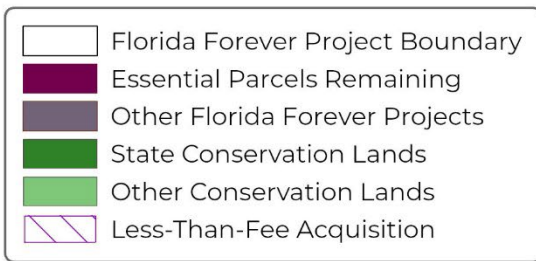 Florida Forever Project Boundary
Essential Parcels Remaining
Other Florida Forever Projects
State Conservation Lands
Other Conservation Lands
Less-Than-Fee Acquisition